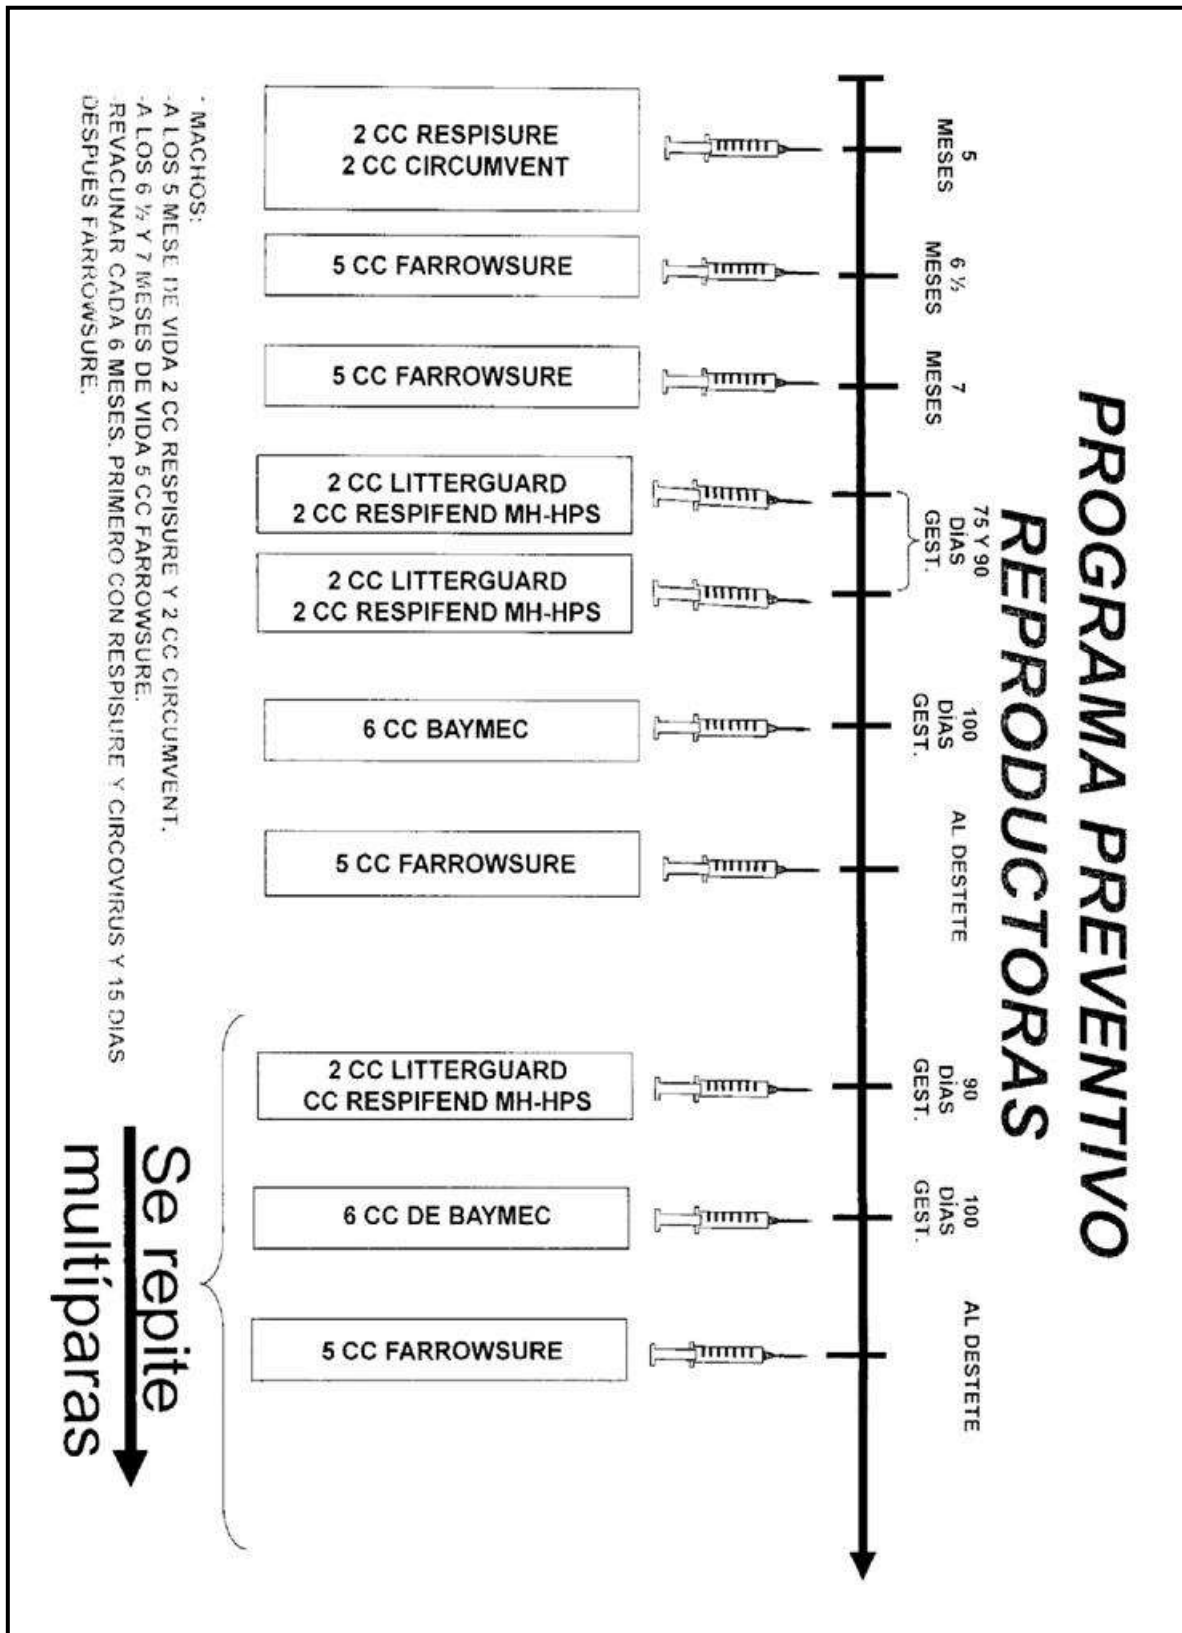 PROGRAMA PREVENTIVO
REPRODUCTORAS
5
MESES
2 CC RESPISURE
2 CC CIRCUMVENT
6 ½
MESES
5 CC FARROWSURE
7
MESES
5 CC FARROWSURE
75 Y 90
DÍAS
GEST.
2 CC LITTERGUARD
2 CC RESPIFEND MH-HPS
2 CC LITTERGUARD
2 CC RESPIFEND MH-HPS
100
DÍAS
GEST.
6 CC BAYMEC
AL DESTETE
5 CC FARROWSURE
90
DÍAS
GEST.
2 CC LITTERGUARD
CC RESPIFEND MH-HPS
100
DÍAS
GEST.
6 CC DE BAYMEC
AL DESTETE
5 CC FARROWSURE
* MACHOS:
-A LOS 5 MESE DE VIDA 2 CC RESPISURE Y 2 CC CIRCUMVENT.
-A LOS 6 ½ Y 7 MESES DE VIDA 5 CC FARROWSURE.
-REVACUNAR CADA 6 MESES. PRIMERO CON RESPISURE Y CIRCOVIRUS Y 15 DIAS
DESPUES FARROWSURE.
Se repite
multíparas